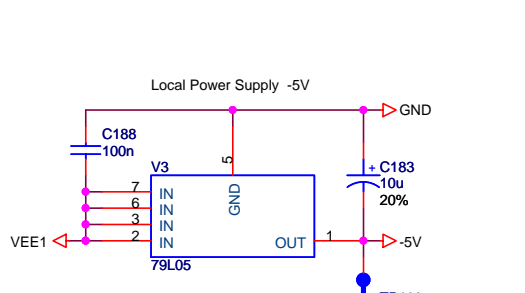 Local Power Supply -5V
GND
C188
100n
V3
5
GND
+ C183
10u
20%
7 IN
6 IN
3 IN
2 IN
VEE1
OUT 1
-5V
79L05